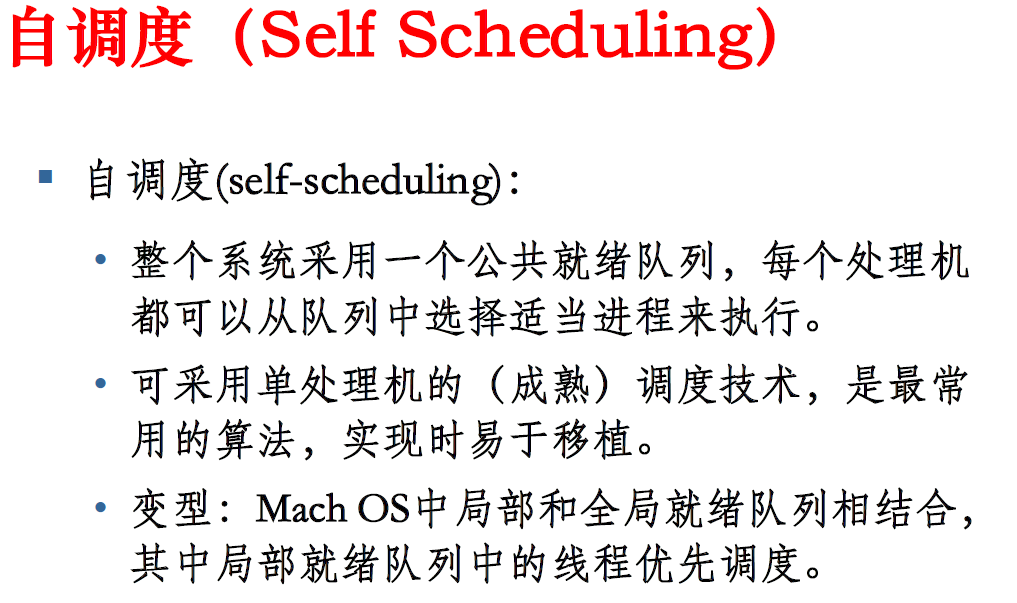 自调度（Self Scheduling）
▪ 自调度(self-scheduling)：
• 整个系统采用一个公共就绪队列，每个处理机
都可以从队列中选择适当进程来执行。
• 可采用单处理机的（成熟）调度技术，是最常
用的算法，实现时易于移植。
• 变型：Mach OS中局部和全局就绪队列相结合，
其中局部就绪队列中的线程优先调度。